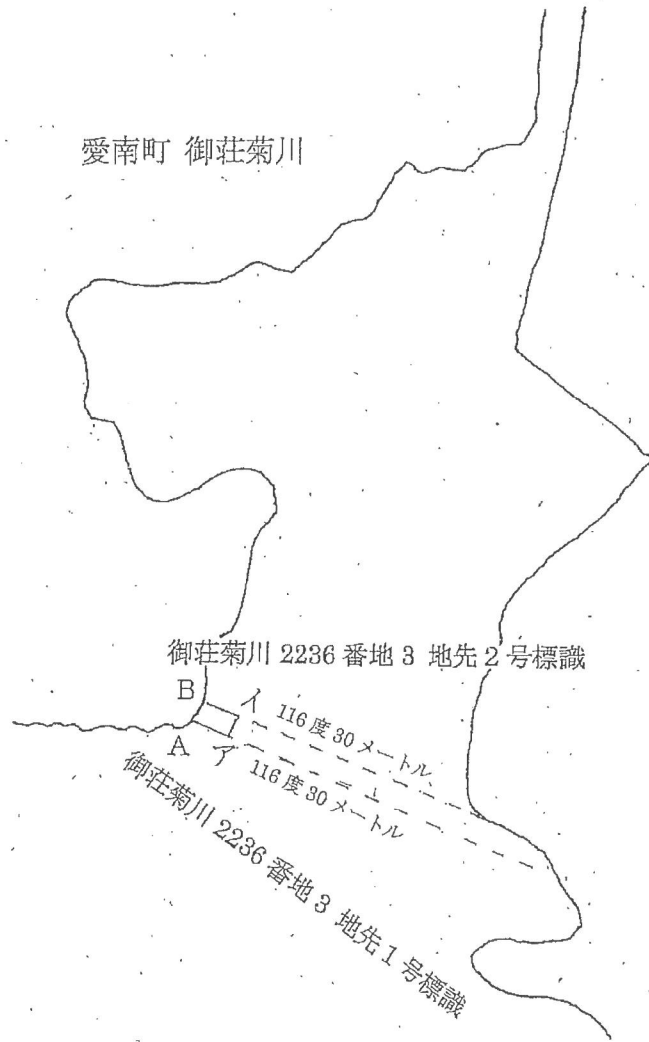 愛南町 御荘菊川
御荘菊川 2236 番地 3 地先 2 号標識
B
イ 116 度 30 メートル
A
ア 116 度 30 メートル
御荘菊川 2236 番地 3 地先 1 号標識